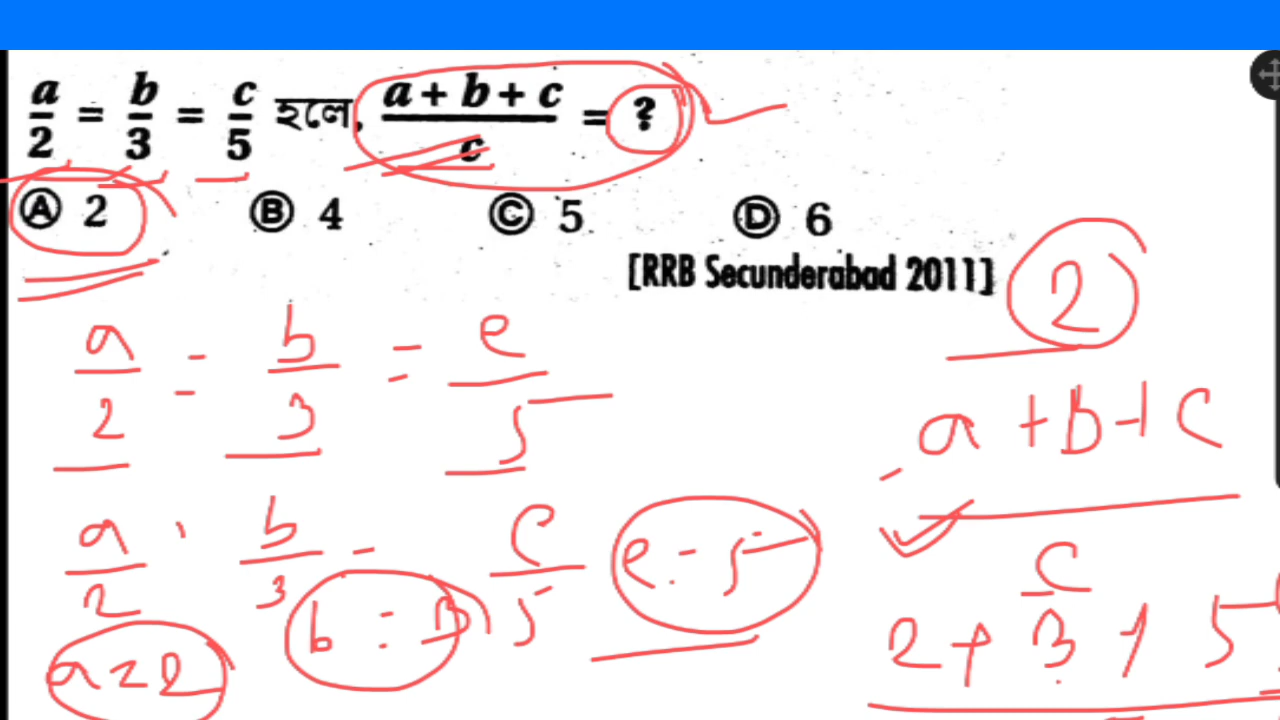 a/2 = b/3 = c/5 হলে, (a + b + c)/c = ?
Ⓐ 2 Ⓑ 4 Ⓒ 5 Ⓓ 6
[RRB Secunderabad 2011]
2
a/2 = b/3 = c/5
a + b + c
c
a/2 b/3 = c/5 c = 5
a = 2 b = 3
2 + 3 + 5